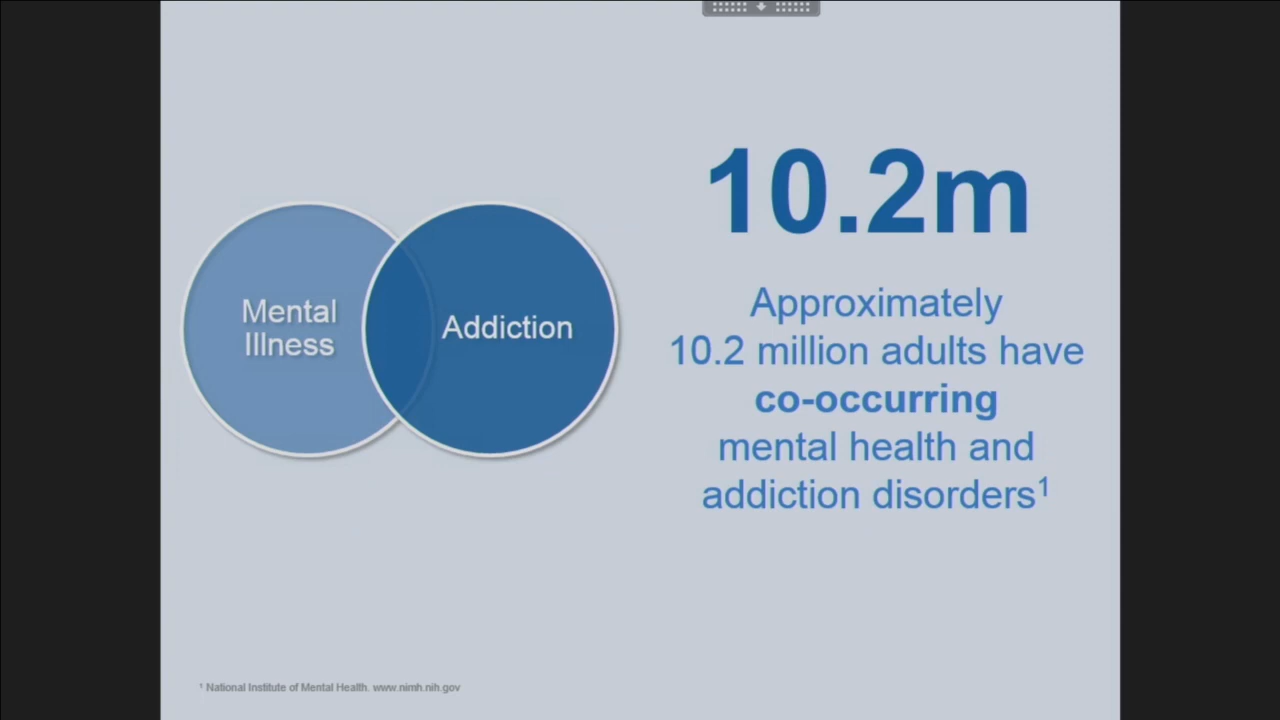 Mental
Illness
Addiction
10.2m
Approximately
10.2 million adults have
co-occurring
mental health and
addiction disorders¹
¹ National Institute of Mental Health. www.nimh.nih.gov